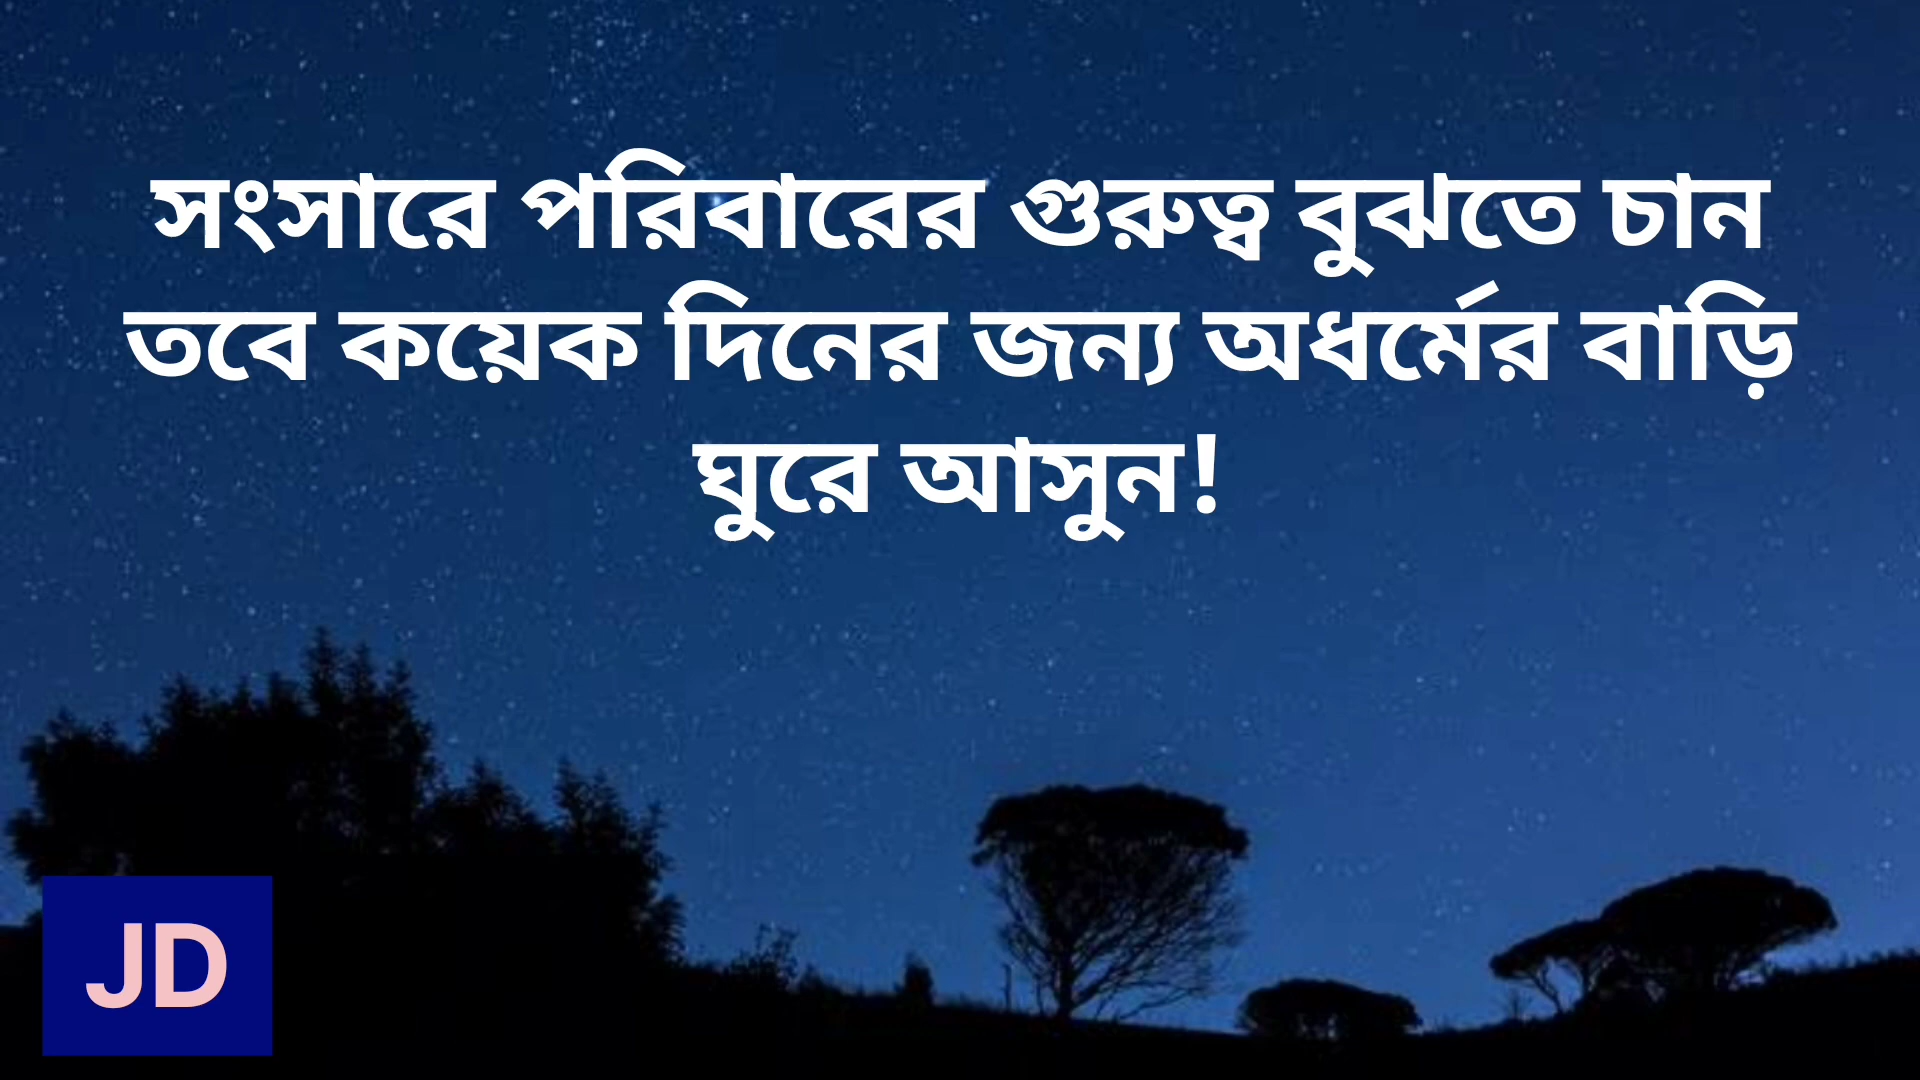 সংসারে পরিবারের গুরুত্ব বুঝতে চান
তবে কয়েক দিনের জন্য অধর্মের বাড়ি
ঘুরে আসুন!
JD